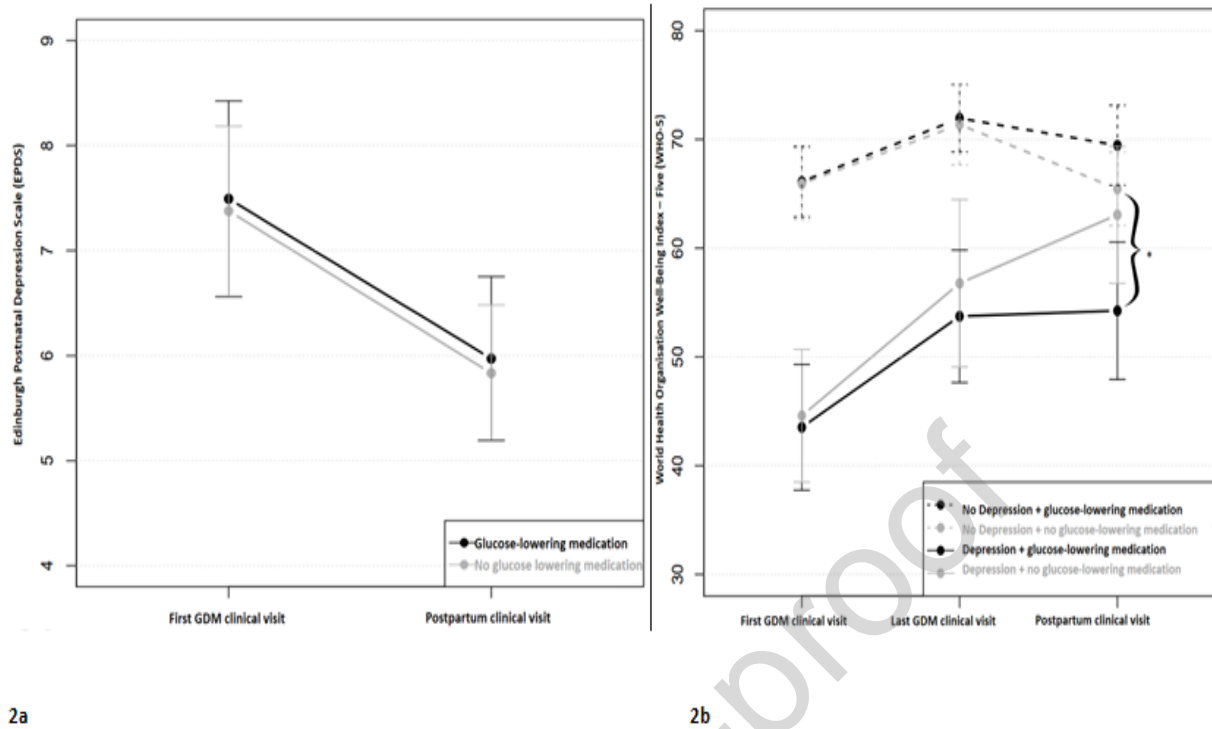 Edinburgh Postnatal Depression Scale (EPDS)
9
8
7
6
5
4
Glucose-lowering medication
No glucose lowering medication
First GDM clinical visit
Postpartum clinical visit
2a
World Health Organisation Well-Being Index – Five (WHO-5)
80
70
60
50
40
30
*
No Depression + glucose-lowering medication
No Depression + no glucose-lowering medication
Depression + glucose-lowering medication
Depression + no glucose-lowering medication
First GDM clinical visit
Last GDM clinical visit
Postpartum clinical visit
2b
proof